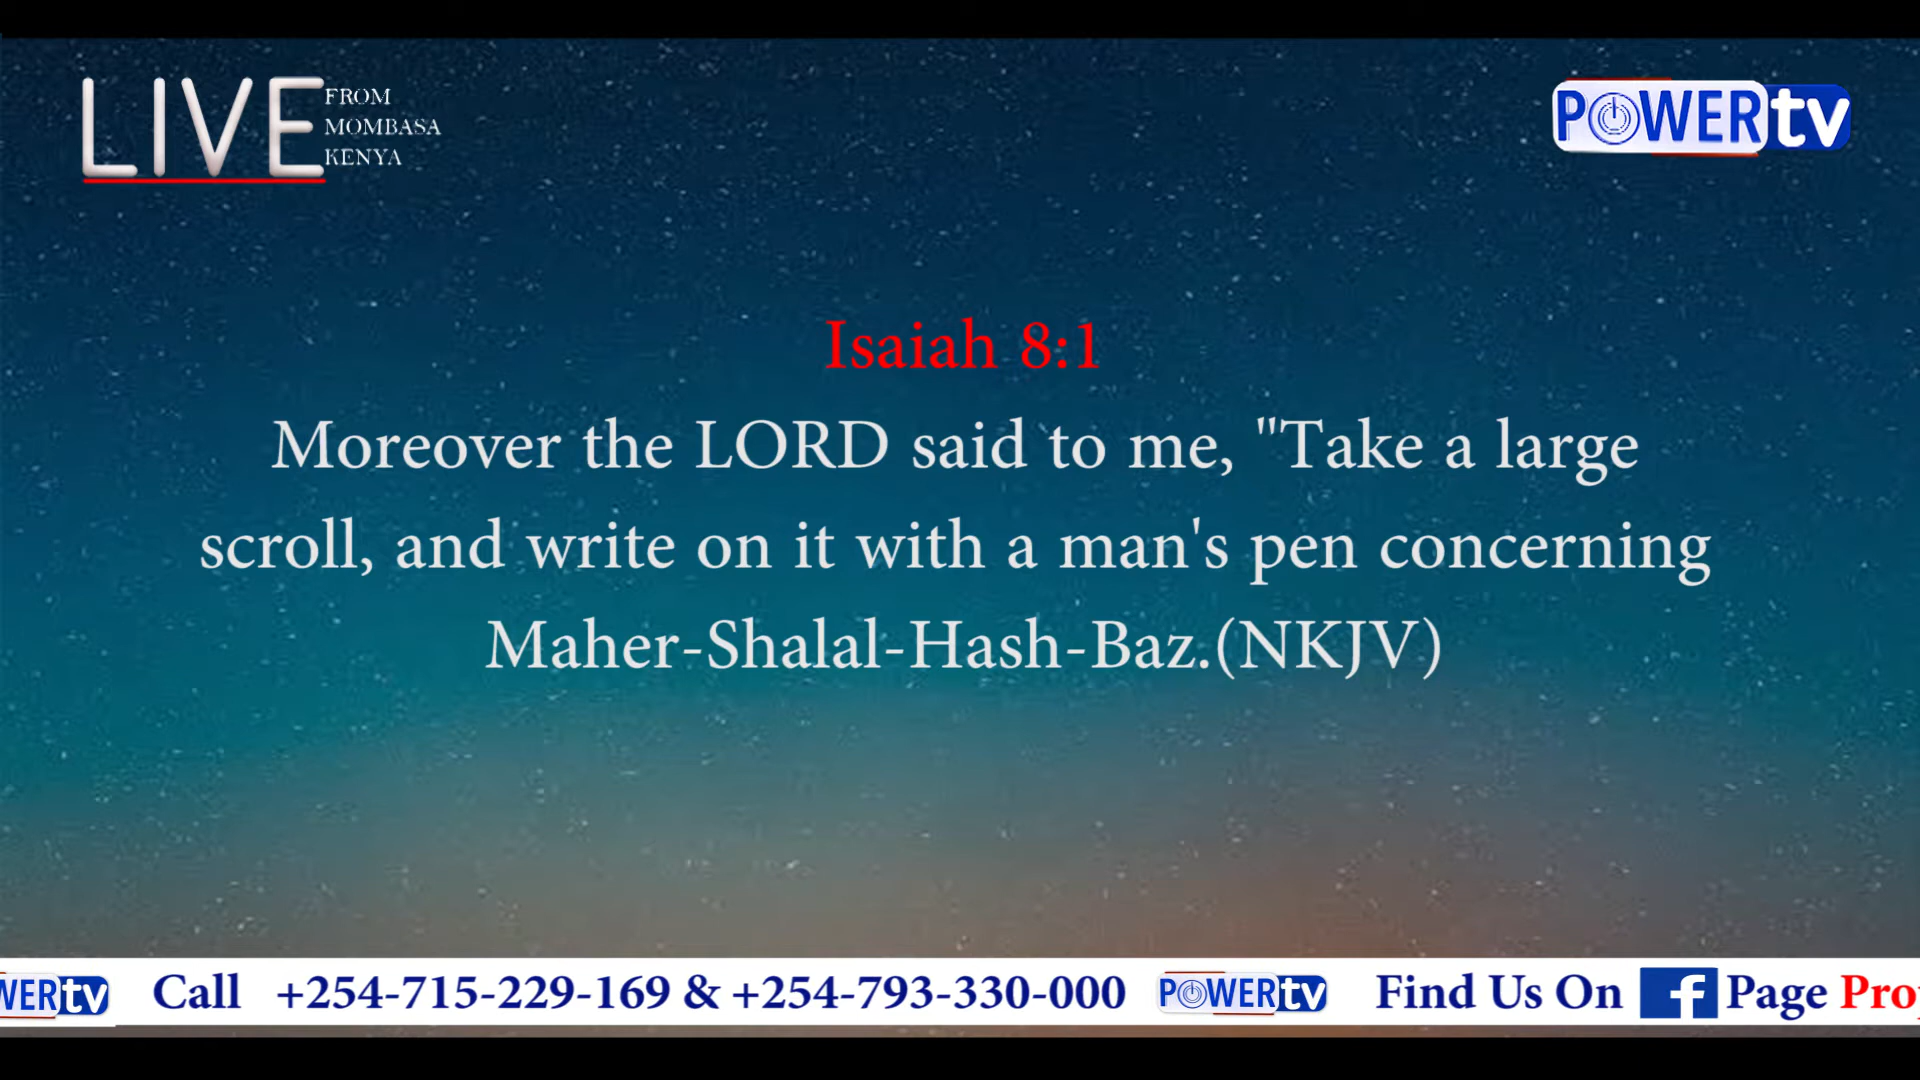 LIVE
FROM
MOMBASA
KENYA
POWERtv
Isaiah 8:1
Moreover the LORD said to me, "Take a large
scroll, and write on it with a man's pen concerning
Maher-Shalal-Hash-Baz.(NKJV)
WERtv Call +254-715-229-169 & +254-793-330-000 POWERtv Find Us On f Page Pro